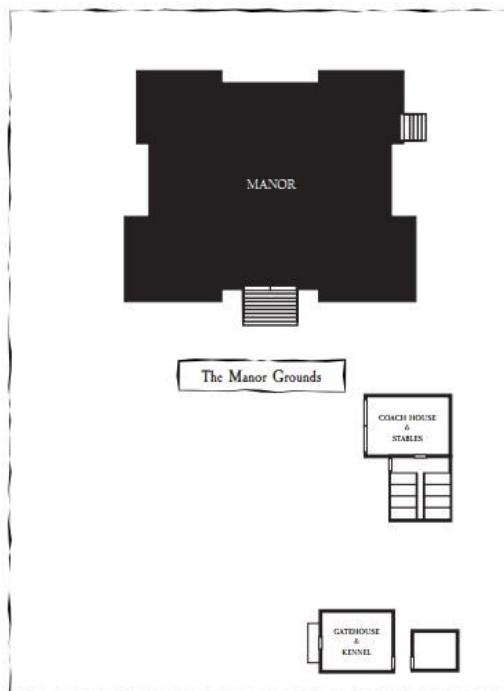 MANOR
The Manor Grounds
COACH HOUSE
&
STABLES
GATEHOUSE
&
KENNEL